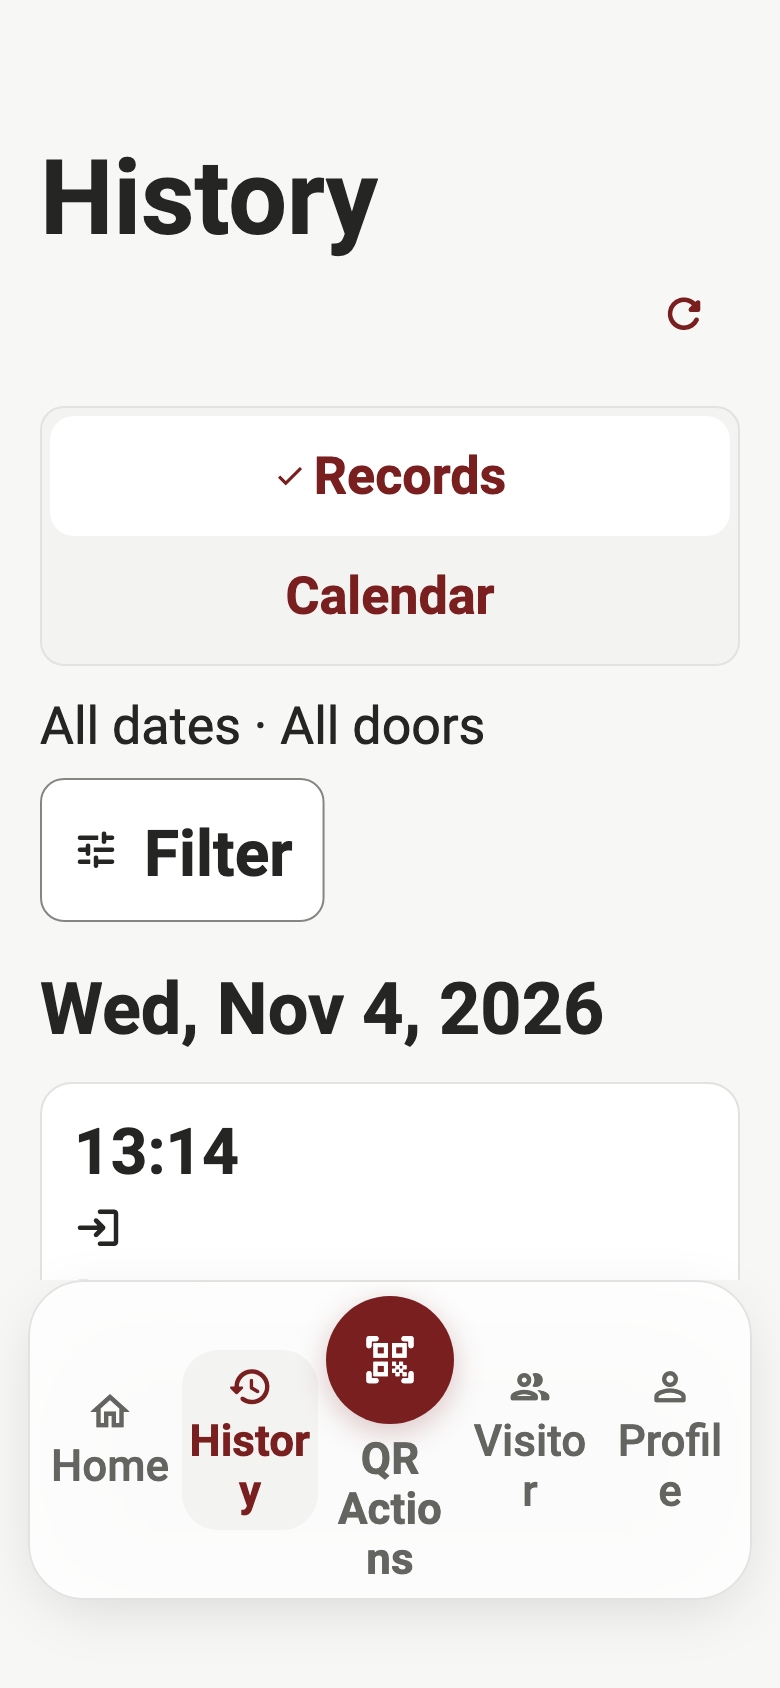 History
Records
Calendar
All dates · All doors
Filter
Wed, Nov 4, 2026
13:14
Home
Histor
y
QR
Actio
ns
Visito
r
Profil
e